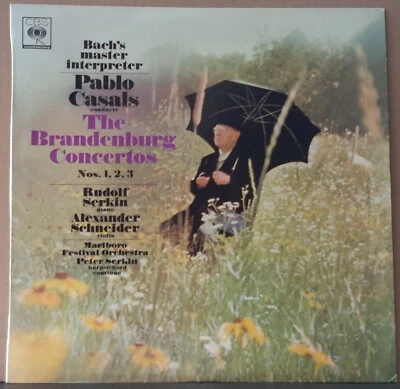 CBS
Bach's
master
interpreter
Pablo
Casals
conducts
The
Brandenburg
Concertos
Nos. 1, 2, 3
Rudolf
Serkin
piano
Alexander
Schneider
violin
Marlboro
Festival Orchestra
Peter Serkin
harpsichord
continuo